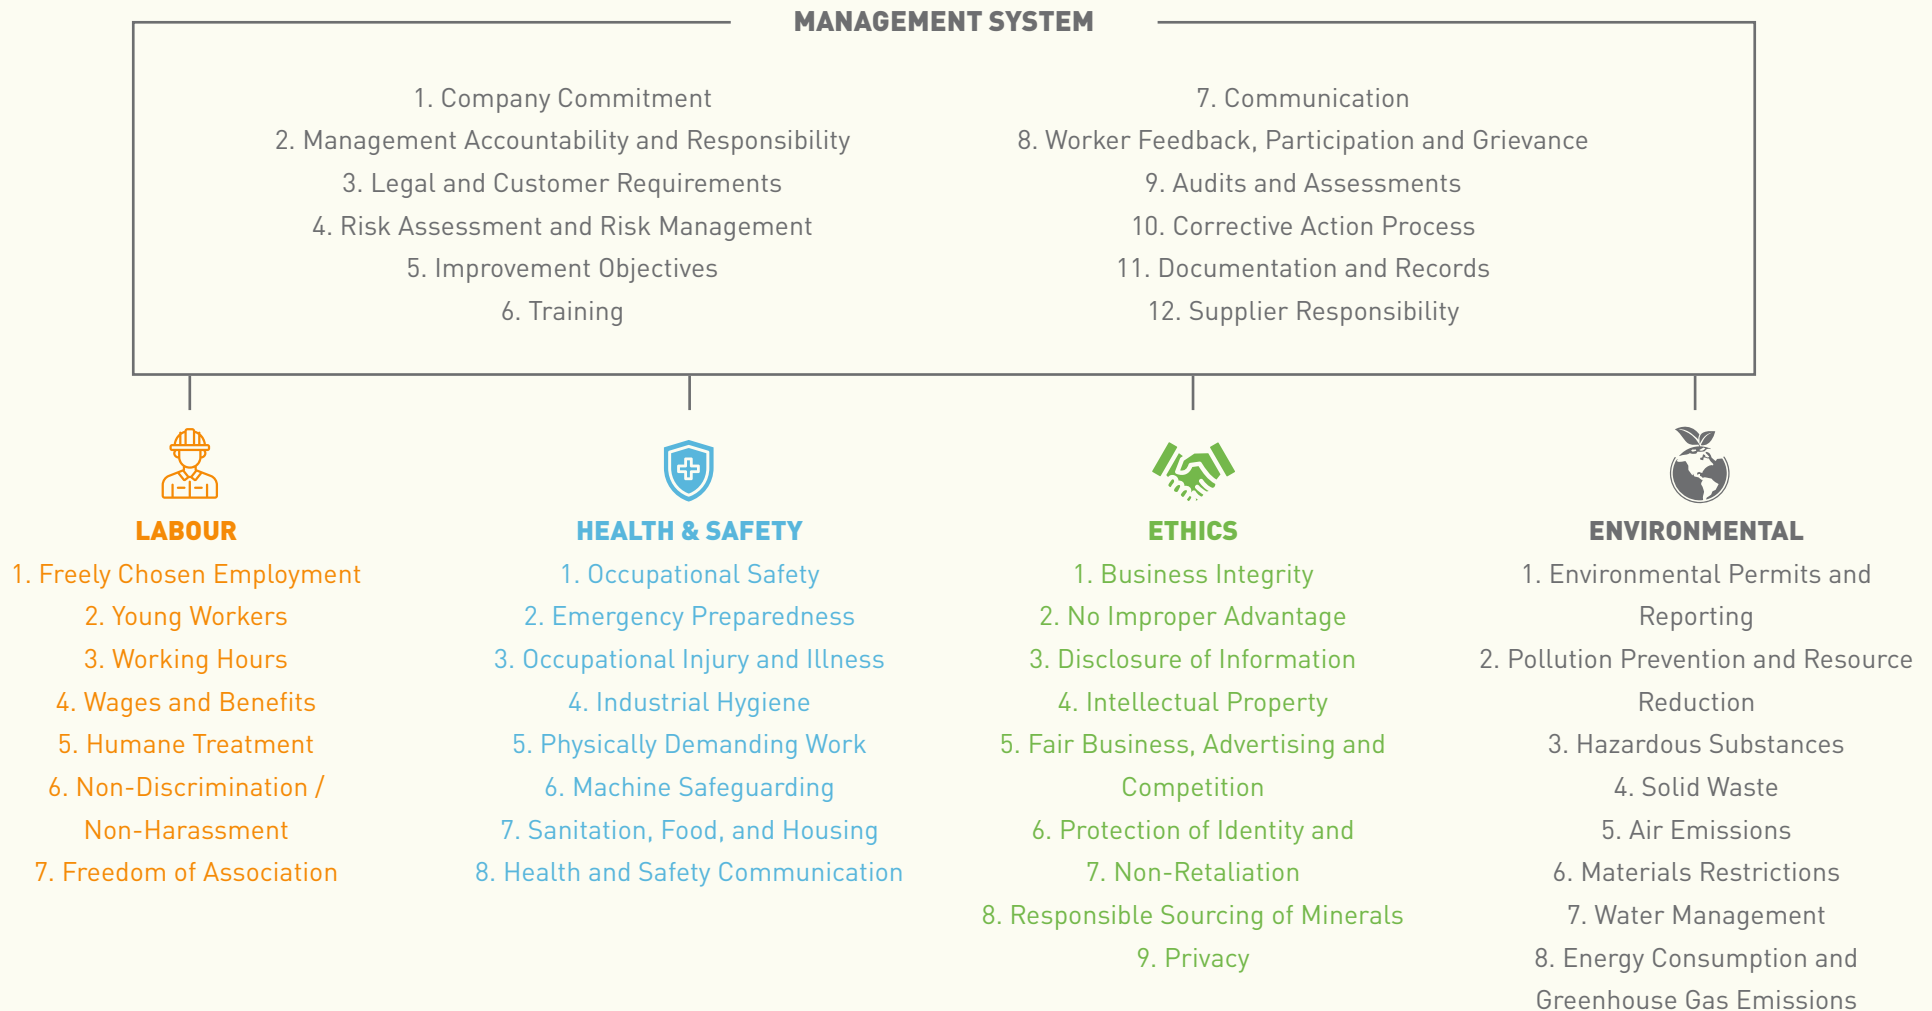 MANAGEMENT SYSTEM
1. Company Commitment
2. Management Accountability and Responsibility
3. Legal and Customer Requirements
4. Risk Assessment and Risk Management
5. Improvement Objectives
6. Training
7. Communication
8. Worker Feedback, Participation and Grievance
9. Audits and Assessments
10. Corrective Action Process
11. Documentation and Records
12. Supplier Responsibility
LABOUR
1. Freely Chosen Employment
2. Young Workers
3. Working Hours
4. Wages and Benefits
5. Humane Treatment
6. Non-Discrimination /
Non-Harassment
7. Freedom of Association
HEALTH & SAFETY
1. Occupational Safety
2. Emergency Preparedness
3. Occupational Injury and Illness
4. Industrial Hygiene
5. Physically Demanding Work
6. Machine Safeguarding
7. Sanitation, Food, and Housing
8. Health and Safety Communication
ETHICS
1. Business Integrity
2. No Improper Advantage
3. Disclosure of Information
4. Intellectual Property
5. Fair Business, Advertising and
Competition
6. Protection of Identity and
7. Non-Retaliation
8. Responsible Sourcing of Minerals
9. Privacy
ENVIRONMENTAL
1. Environmental Permits and
Reporting
2. Pollution Prevention and Resource
Reduction
3. Hazardous Substances
4. Solid Waste
5. Air Emissions
6. Materials Restrictions
7. Water Management
8. Energy Consumption and
Greenhouse Gas Emissions